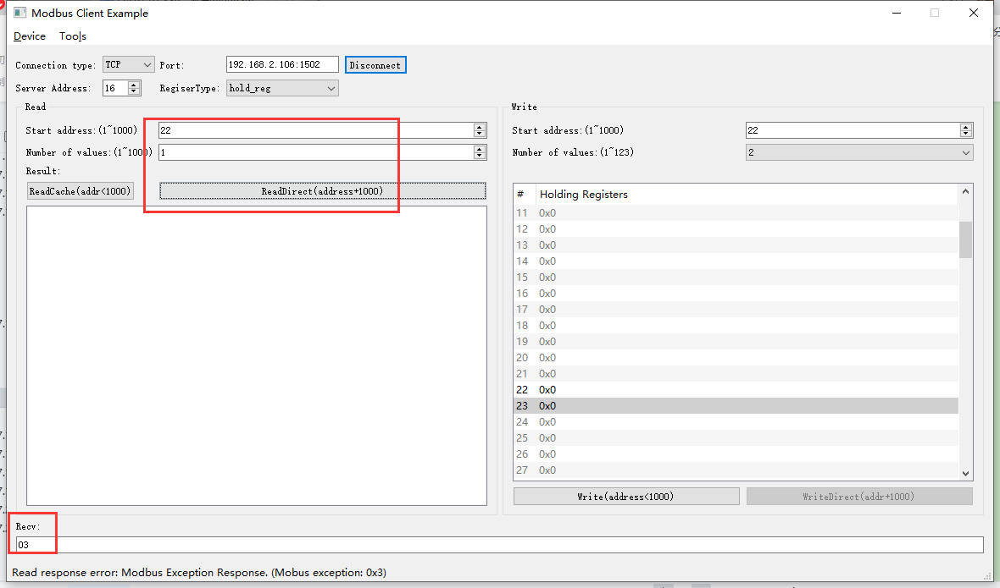 Modbus Client Example
Device Tools
Connection type: TCP Port: 192.168.2.106:1502 Disconnect
Server Address: 16 RegiserType: hold_reg
Read
Start address:(1~1000) 22
Number of values:(1~1000) 1
Result:
ReadCache(addr<1000) ReadDirect(address+1000)
Write
Start address:(1~1000) 22
Number of values:(1~123) 2
# Holding Registers
11 0x0
12 0x0
13 0x0
14 0x0
15 0x0
16 0x0
17 0x0
18 0x0
19 0x0
20 0x0
21 0x0
22 0x0
23 0x0
24 0x0
25 0x0
26 0x0
27 0x0
Write(address<1000) WriteDirect(addr+1000)
Recv:
03
Read response error: Modbus Exception Response. (Mobus exception: 0x3)